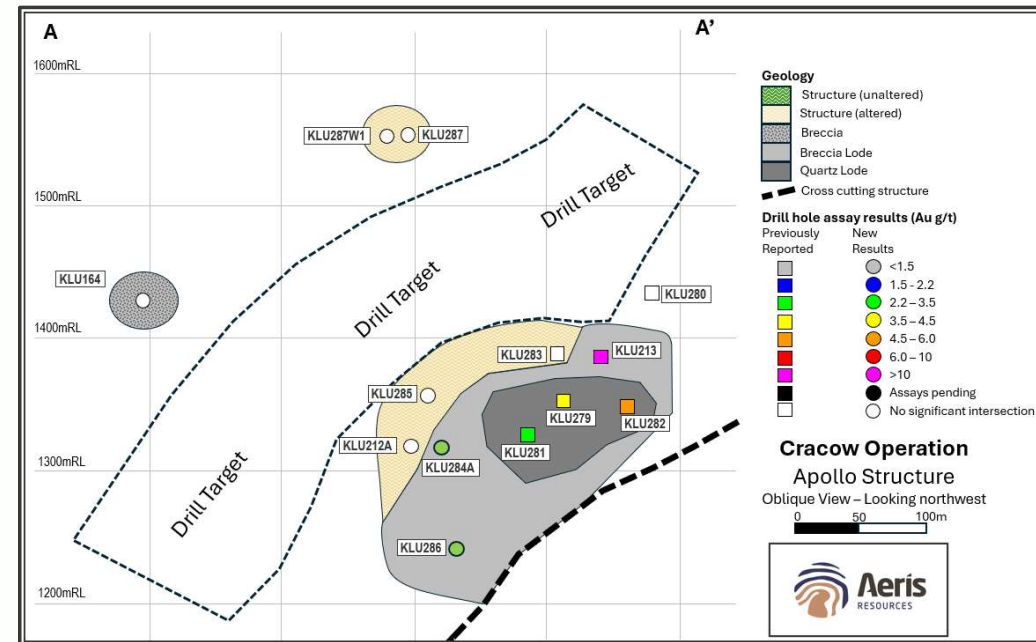 A
A'
1600mRL
1500mRL
1400mRL
1300mRL
1200mRL
KLU287W1
KLU287
KLU164
KLU280
KLU283
KLU213
KLU285
KLU279
KLU282
KLU212A
KLU281
KLU284A
KLU286
Drill Target
Drill Target
Drill Target
Geology
Structure (unaltered)
Structure (altered)
Breccia
Breccia Lode
Quartz Lode
Cross cutting structure
Drill hole assay results (Au g/t)
Previously Reported
New Results
<1.5
1.5 - 2.2
2.2 – 3.5
3.5 – 4.5
4.5 – 6.0
6.0 – 10
>10
Assays pending
No significant intersection
Cracow Operation
Apollo Structure
Oblique View – Looking northwest
0 50 100m
Aeris
RESOURCES